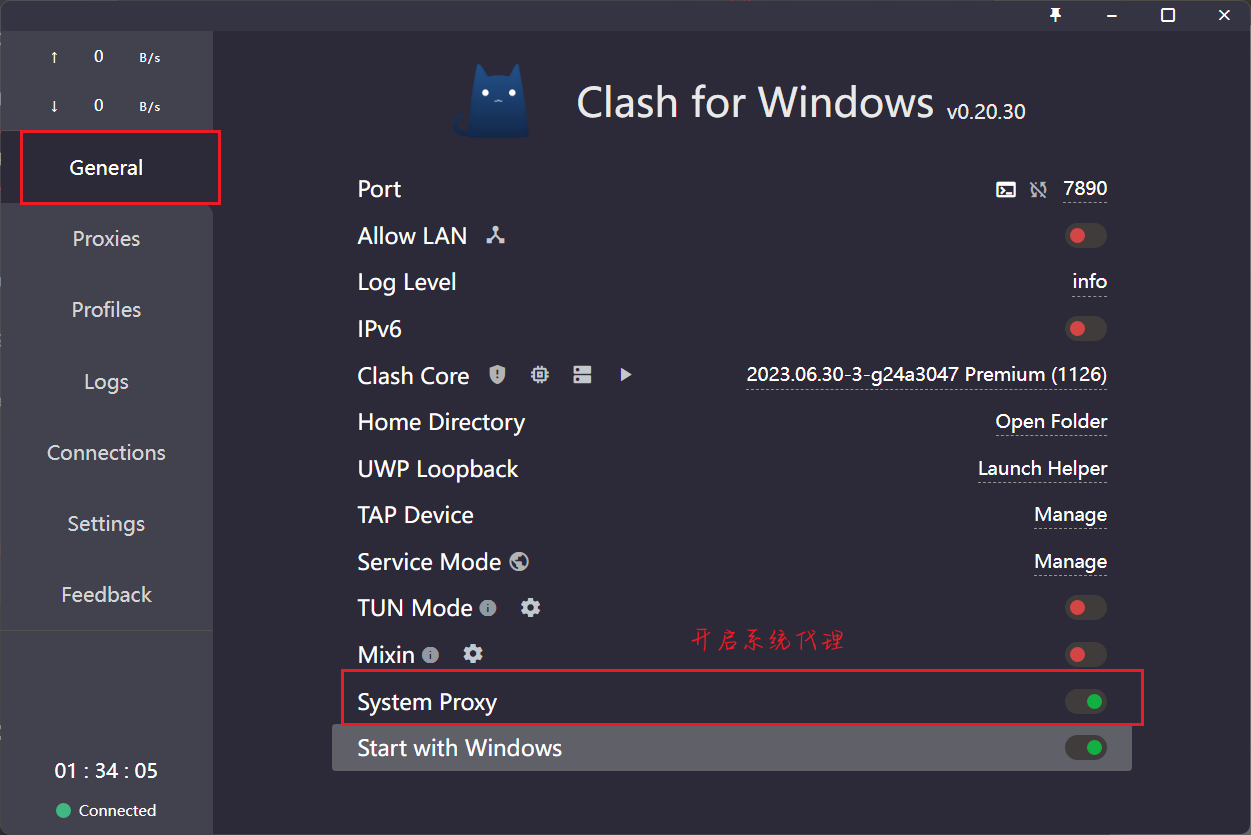 ↑ 0 B/s
↓ 0 B/s
General
Proxies
Profiles
Logs
Connections
Settings
Feedback
01 : 34 : 05
Connected
Clash for Windows v0.20.30
Port 7890
Allow LAN
Log Level info
IPv6
Clash Core 2023.06.30-3-g24a3047 Premium (1126)
Home Directory Open Folder
UWP Loopback Launch Helper
TAP Device Manage
Service Mode Manage
TUN Mode
开启系统代理
Mixin
System Proxy
Start with Windows